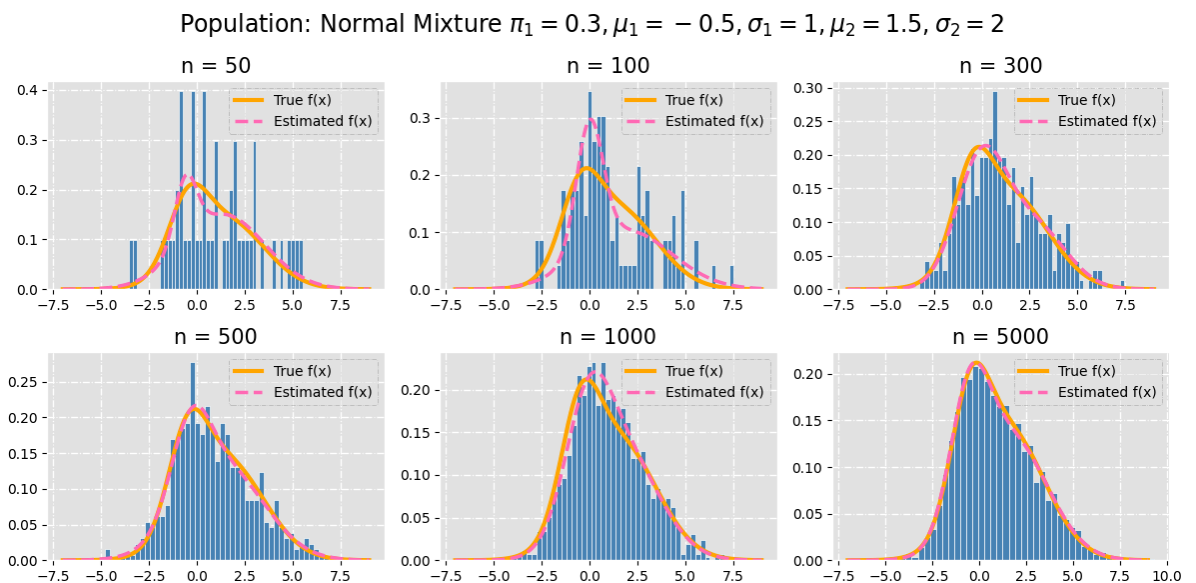 Population: Normal Mixture π₁ = 0.3, μ₁ = − 0.5, σ₁ = 1, μ₂ = 1.5, σ₂ = 2
n = 50
0.4
0.3
0.2
0.1
0.0
−7.5 −5.0 −2.5 0.0 2.5 5.0 7.5
True f(x)
Estimated f(x)
n = 100
0.3
0.2
0.1
0.0
−7.5 −5.0 −2.5 0.0 2.5 5.0 7.5
True f(x)
Estimated f(x)
n = 300
0.30
0.25
0.20
0.15
0.10
0.05
0.00
−7.5 −5.0 −2.5 0.0 2.5 5.0 7.5
True f(x)
Estimated f(x)
n = 500
0.25
0.20
0.15
0.10
0.05
0.00
−7.5 −5.0 −2.5 0.0 2.5 5.0 7.5
True f(x)
Estimated f(x)
n = 1000
0.20
0.15
0.10
0.05
0.00
−7.5 −5.0 −2.5 0.0 2.5 5.0 7.5
True f(x)
Estimated f(x)
n = 5000
0.20
0.15
0.10
0.05
0.00
−7.5 −5.0 −2.5 0.0 2.5 5.0 7.5 10.0
True f(x)
Estimated f(x)